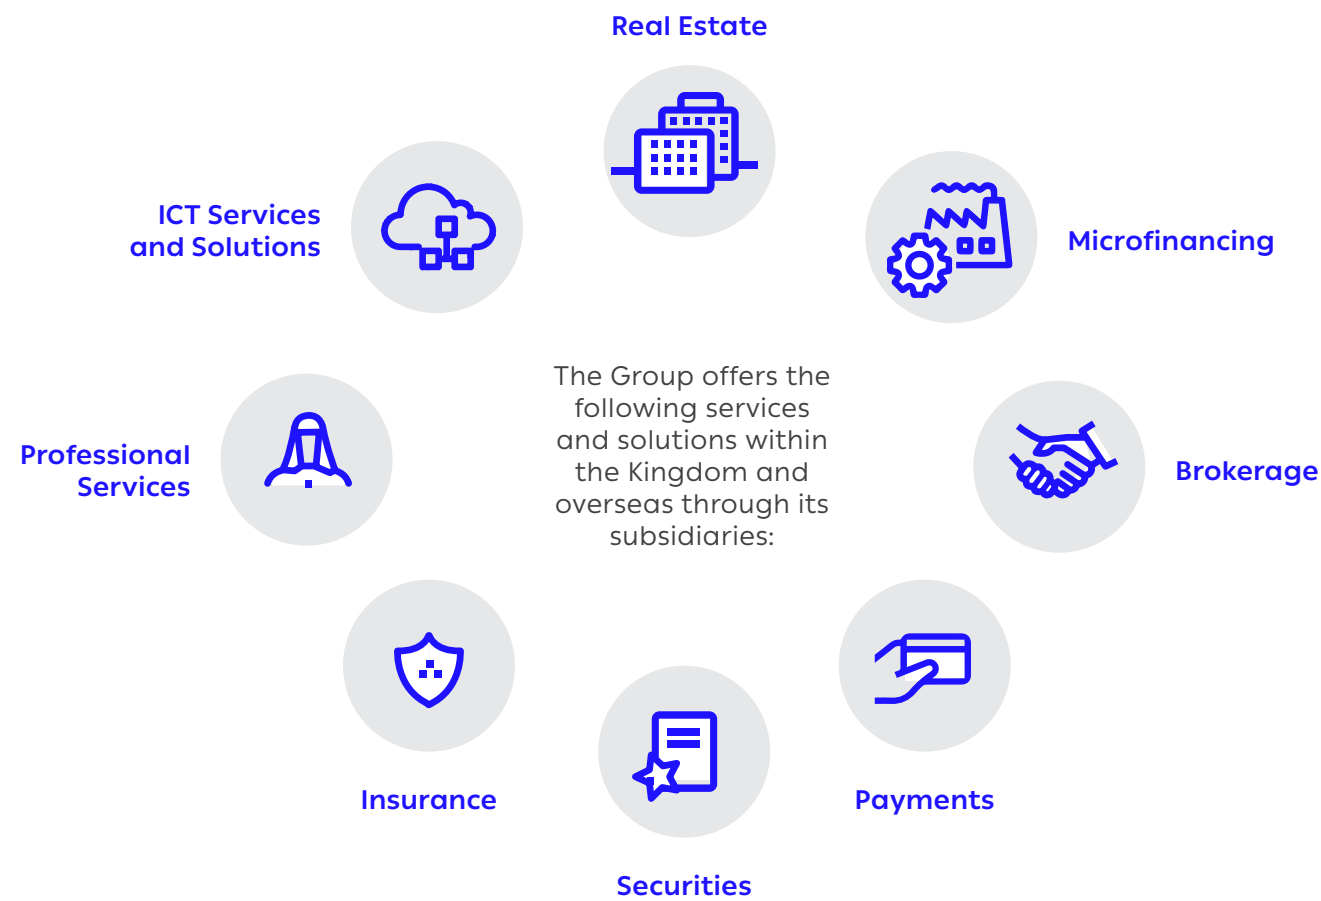 Real Estate
ICT Services
and Solutions
Microfinancing
The Group offers the
following services
and solutions within
the Kingdom and
overseas through its
subsidiaries:
Professional
Services
Brokerage
Insurance
Payments
Securities